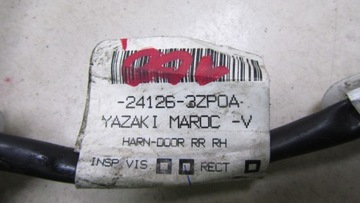 -24126-3ZP0A-
YAZAKI MAROC -V
HARN-DOOR RR RH
INSP VIS RECT